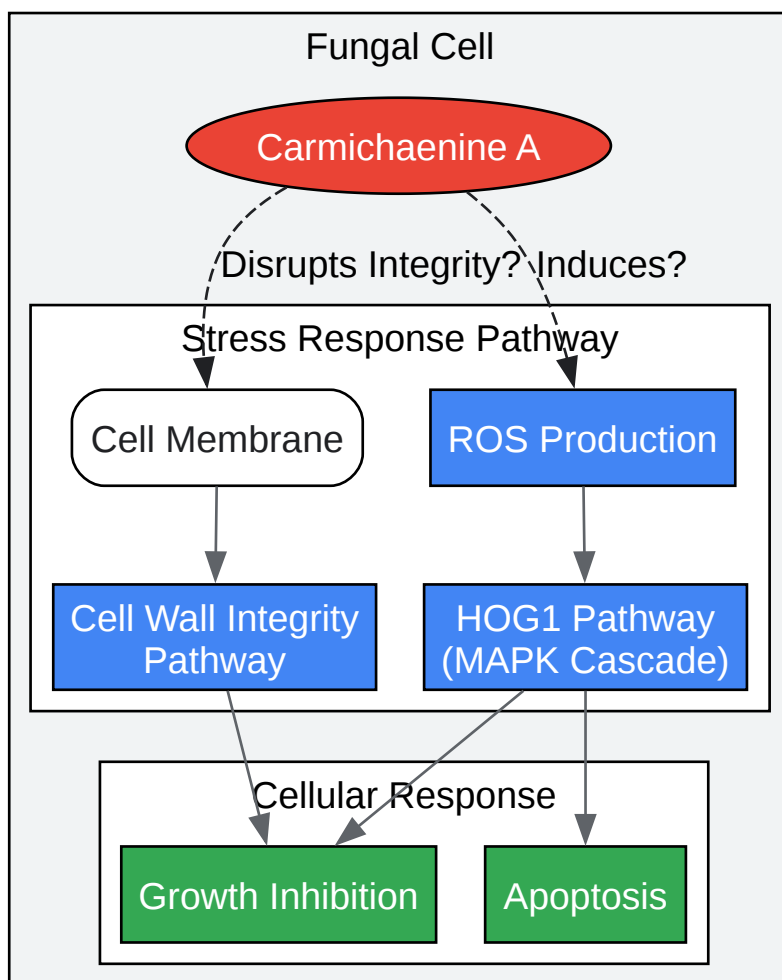 Fungal Cell
Carmichaenine A
Disrupts Integrity? Induces?
Stress Response Pathway
Cell Membrane
ROS Production
Cell Wall Integrity
Pathway
HOG1 Pathway
(MAPK Cascade)
Cellular Response
Growth Inhibition
Apoptosis